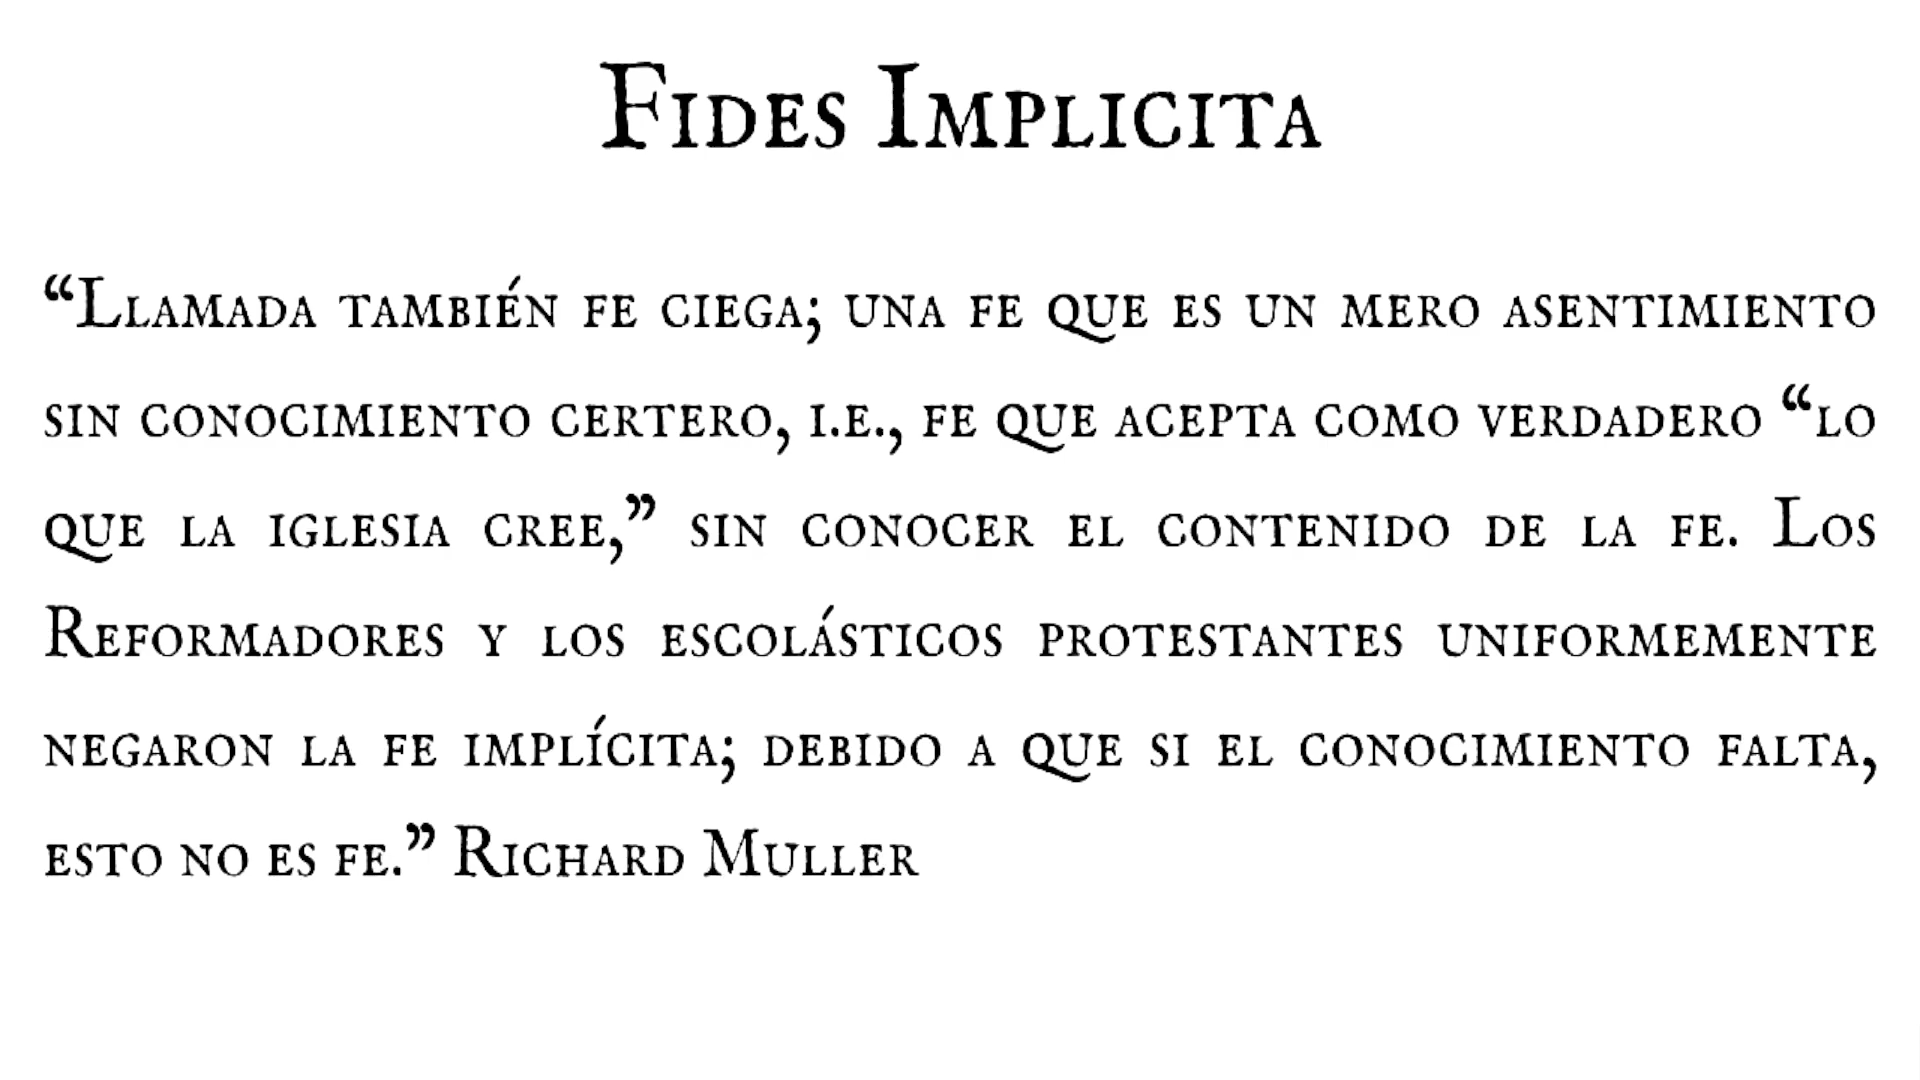 Fides Implicita
“Llamada también fe ciega; una fe que es un mero asentimiento
sin conocimiento certero, i.e., fe que acepta como verdadero “lo
que la iglesia cree,” sin conocer el contenido de la fe. Los
Reformadores y los escolásticos protestantes uniformemente
negaron la fe implícita; debido a que si el conocimiento falta,
esto no es fe.” Richard Muller